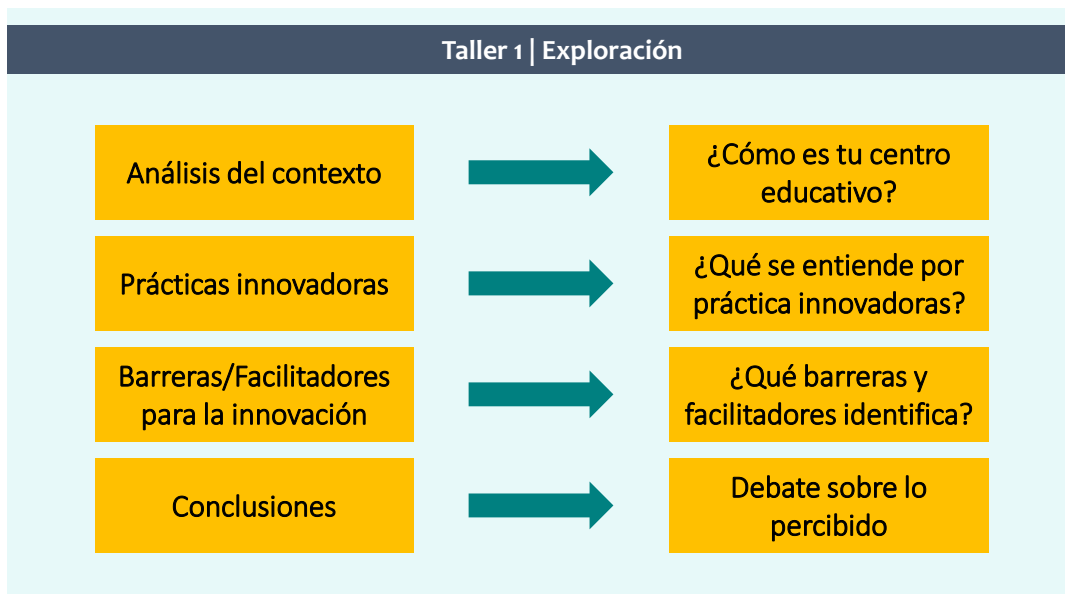 Taller 1 | Exploración
Análisis del contexto
¿Cómo es tu centro
educativo?
Prácticas innovadoras
¿Qué se entiende por
práctica innovadoras?
Barreras/Facilitadores
para la innovación
¿Qué barreras y
facilitadores identifica?
Conclusiones
Debate sobre lo
percibido